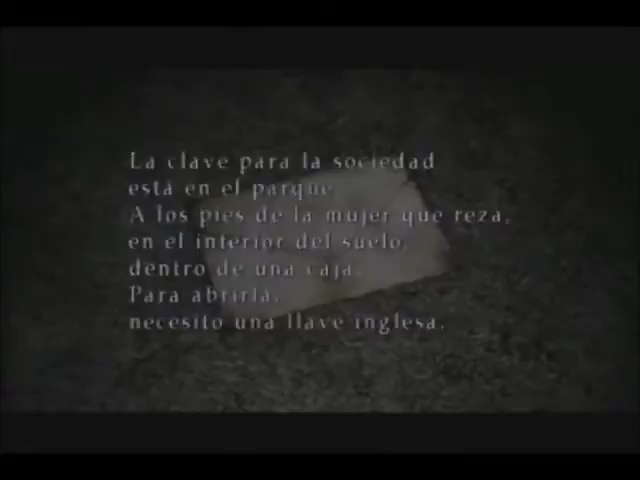 La clave para la sociedad
está en el parque.
A los pies de la mujer que reza,
en el interior del suelo,
dentro de una caja.
Para abrirla,
necesito una llave inglesa.